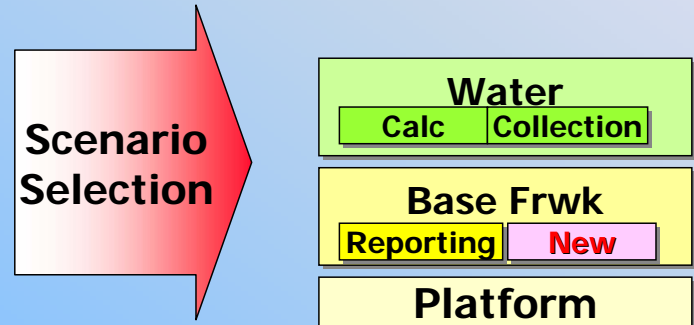 Scenario
Selection
Water
Calc Collection
Base Frwk
Reporting New
Platform